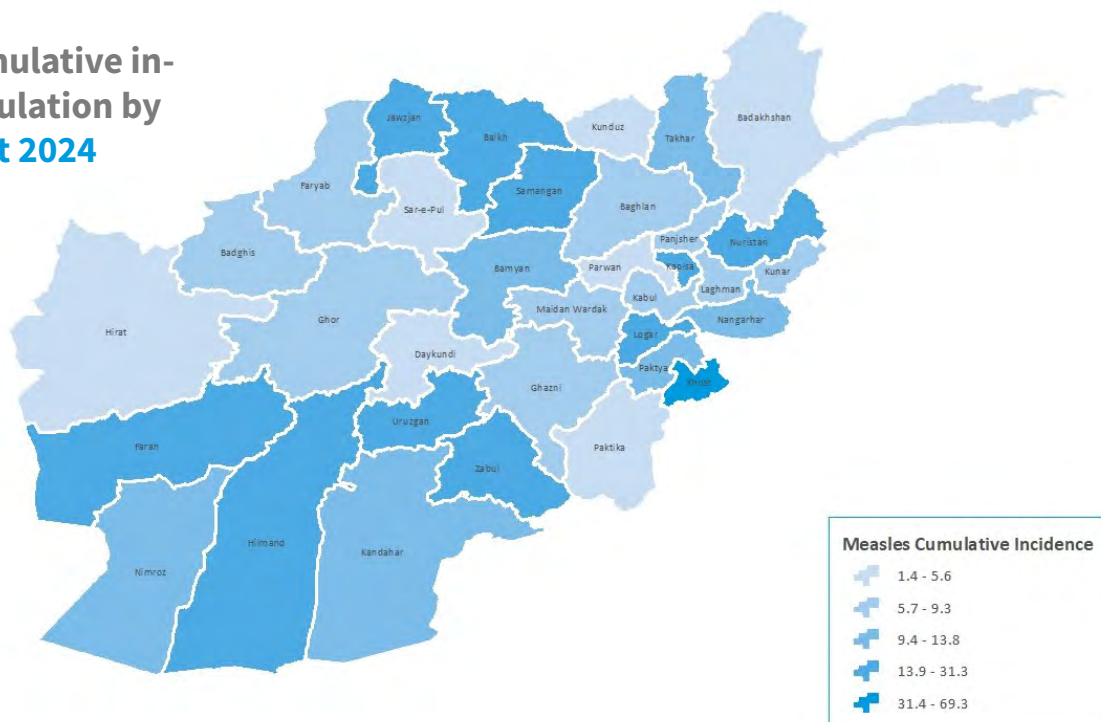 mulative in-
ulation by
t 2024
Jawzjan
Balkh
Kunduz
Takhar
Badakhshan
Faryab
Sar-e-Pul
Samangan
Baghlan
Badghis
Panjsher
Nuristan
Bamyan
Parwan
Kapisa
Kunar
Hirat
Ghor
Maidan Wardak
Kabul
Laghman
Nangarhar
Daykundi
Logar
Paktya
Khost
Ghazni
Uruzgan
Farah
Zabul
Paktika
Hilmand
Kandahar
Nimroz
Measles Cumulative Incidence
1.4 - 5.6
5.7 - 9.3
9.4 - 13.8
13.9 - 31.3
31.4 - 69.3